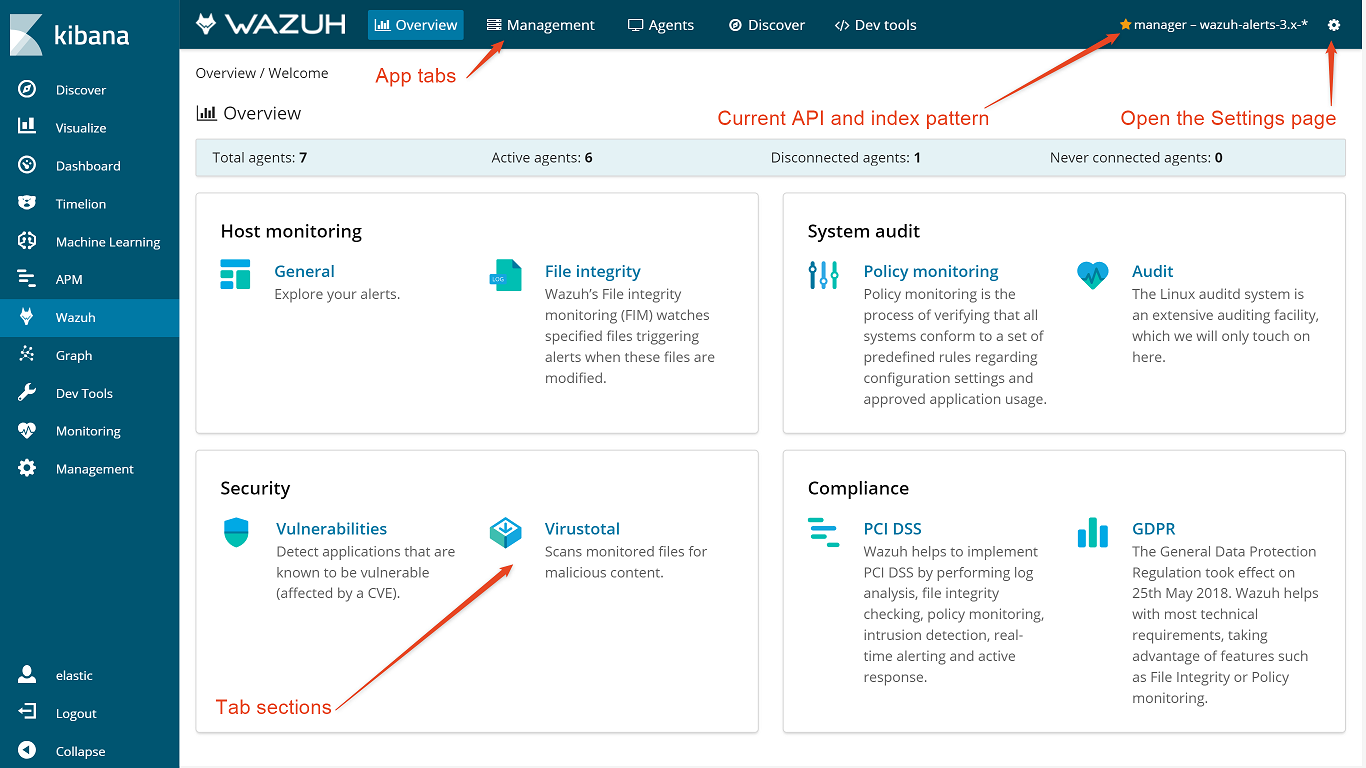 kibana
Discover
Visualize
Dashboard
Timelion
Machine Learning
APM
Wazuh
Graph
Dev Tools
Monitoring
Management
elastic
Logout
Collapse
WAZUH
Overview
Management
Agents
Discover
Dev tools
manager – wazuh-alerts-3.x-*
Overview / Welcome
App tabs
Overview
Current API and index pattern
Open the Settings page
Total agents: 7
Active agents: 6
Disconnected agents: 1
Never connected agents: 0
Host monitoring
General
Explore your alerts.
LOG
File integrity
Wazuh's File integrity
monitoring (FIM) watches
specified files triggering
alerts when these files are
modified.
System audit
Policy monitoring
Policy monitoring is the
process of verifying that all
systems conform to a set of
predefined rules regarding
configuration settings and
approved application usage.
Audit
The Linux auditd system is
an extensive auditing facility,
which we will only touch on
here.
Security
Vulnerabilities
Detect applications that are
known to be vulnerable
(affected by a CVE).
Virustotal
Scans monitored files for
malicious content.
Tab sections
Compliance
PCI DSS
Wazuh helps to implement
PCI DSS by performing log
analysis, file integrity
checking, policy monitoring,
intrusion detection, real-
time alerting and active
response.
GDPR
The General Data Protection
Regulation took effect on
25th May 2018. Wazuh helps
with most technical
requirements, taking
advantage of features such
as File Integrity or Policy
monitoring.